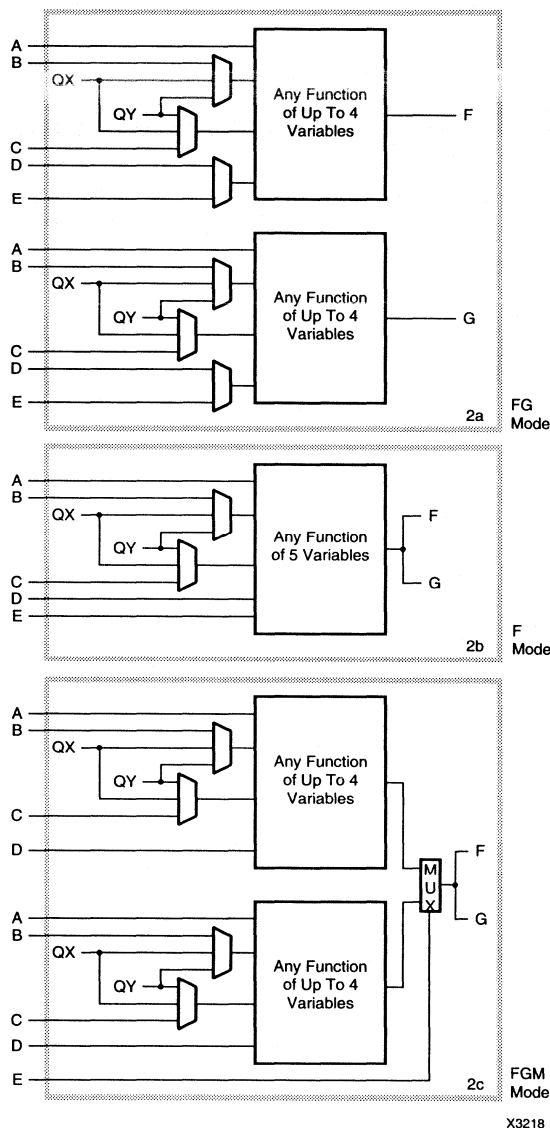 A
B
QX
QY
C
D
E
Any Function
of Up To 4
Variables
F
A
B
QX
QY
C
D
E
Any Function
of Up To 4
Variables
G
2a
FG
Mode
A
B
QX
QY
C
D
E
Any Function
of 5 Variables
F
G
2b
F
Mode
A
B
QX
QY
C
D
Any Function
of Up To 4
Variables
A
B
QX
QY
C
D
E
Any Function
of Up To 4
Variables
M
U
X
F
G
2c
FGM
Mode
X3218